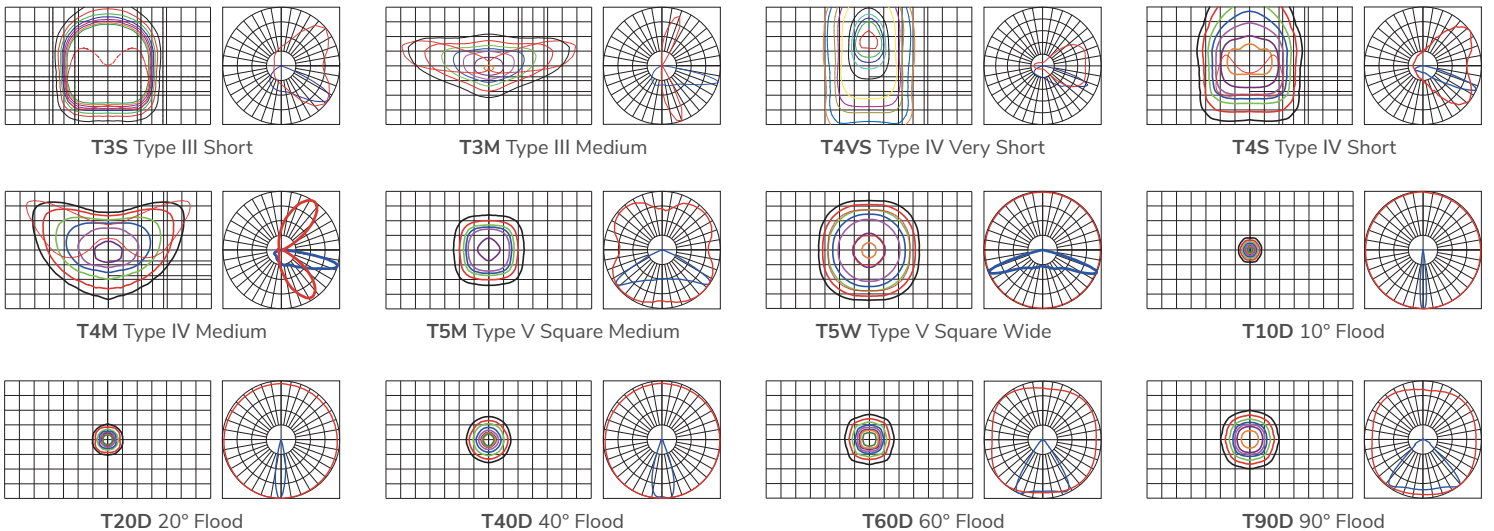 T3S Type III Short
T3M Type III Medium
T4VS Type IV Very Short
T4S Type IV Short
T4M Type IV Medium
T5M Type V Square Medium
T5W Type V Square Wide
T10D 10° Flood
T20D 20° Flood
T40D 40° Flood
T60D 60° Flood
T90D 90° Flood